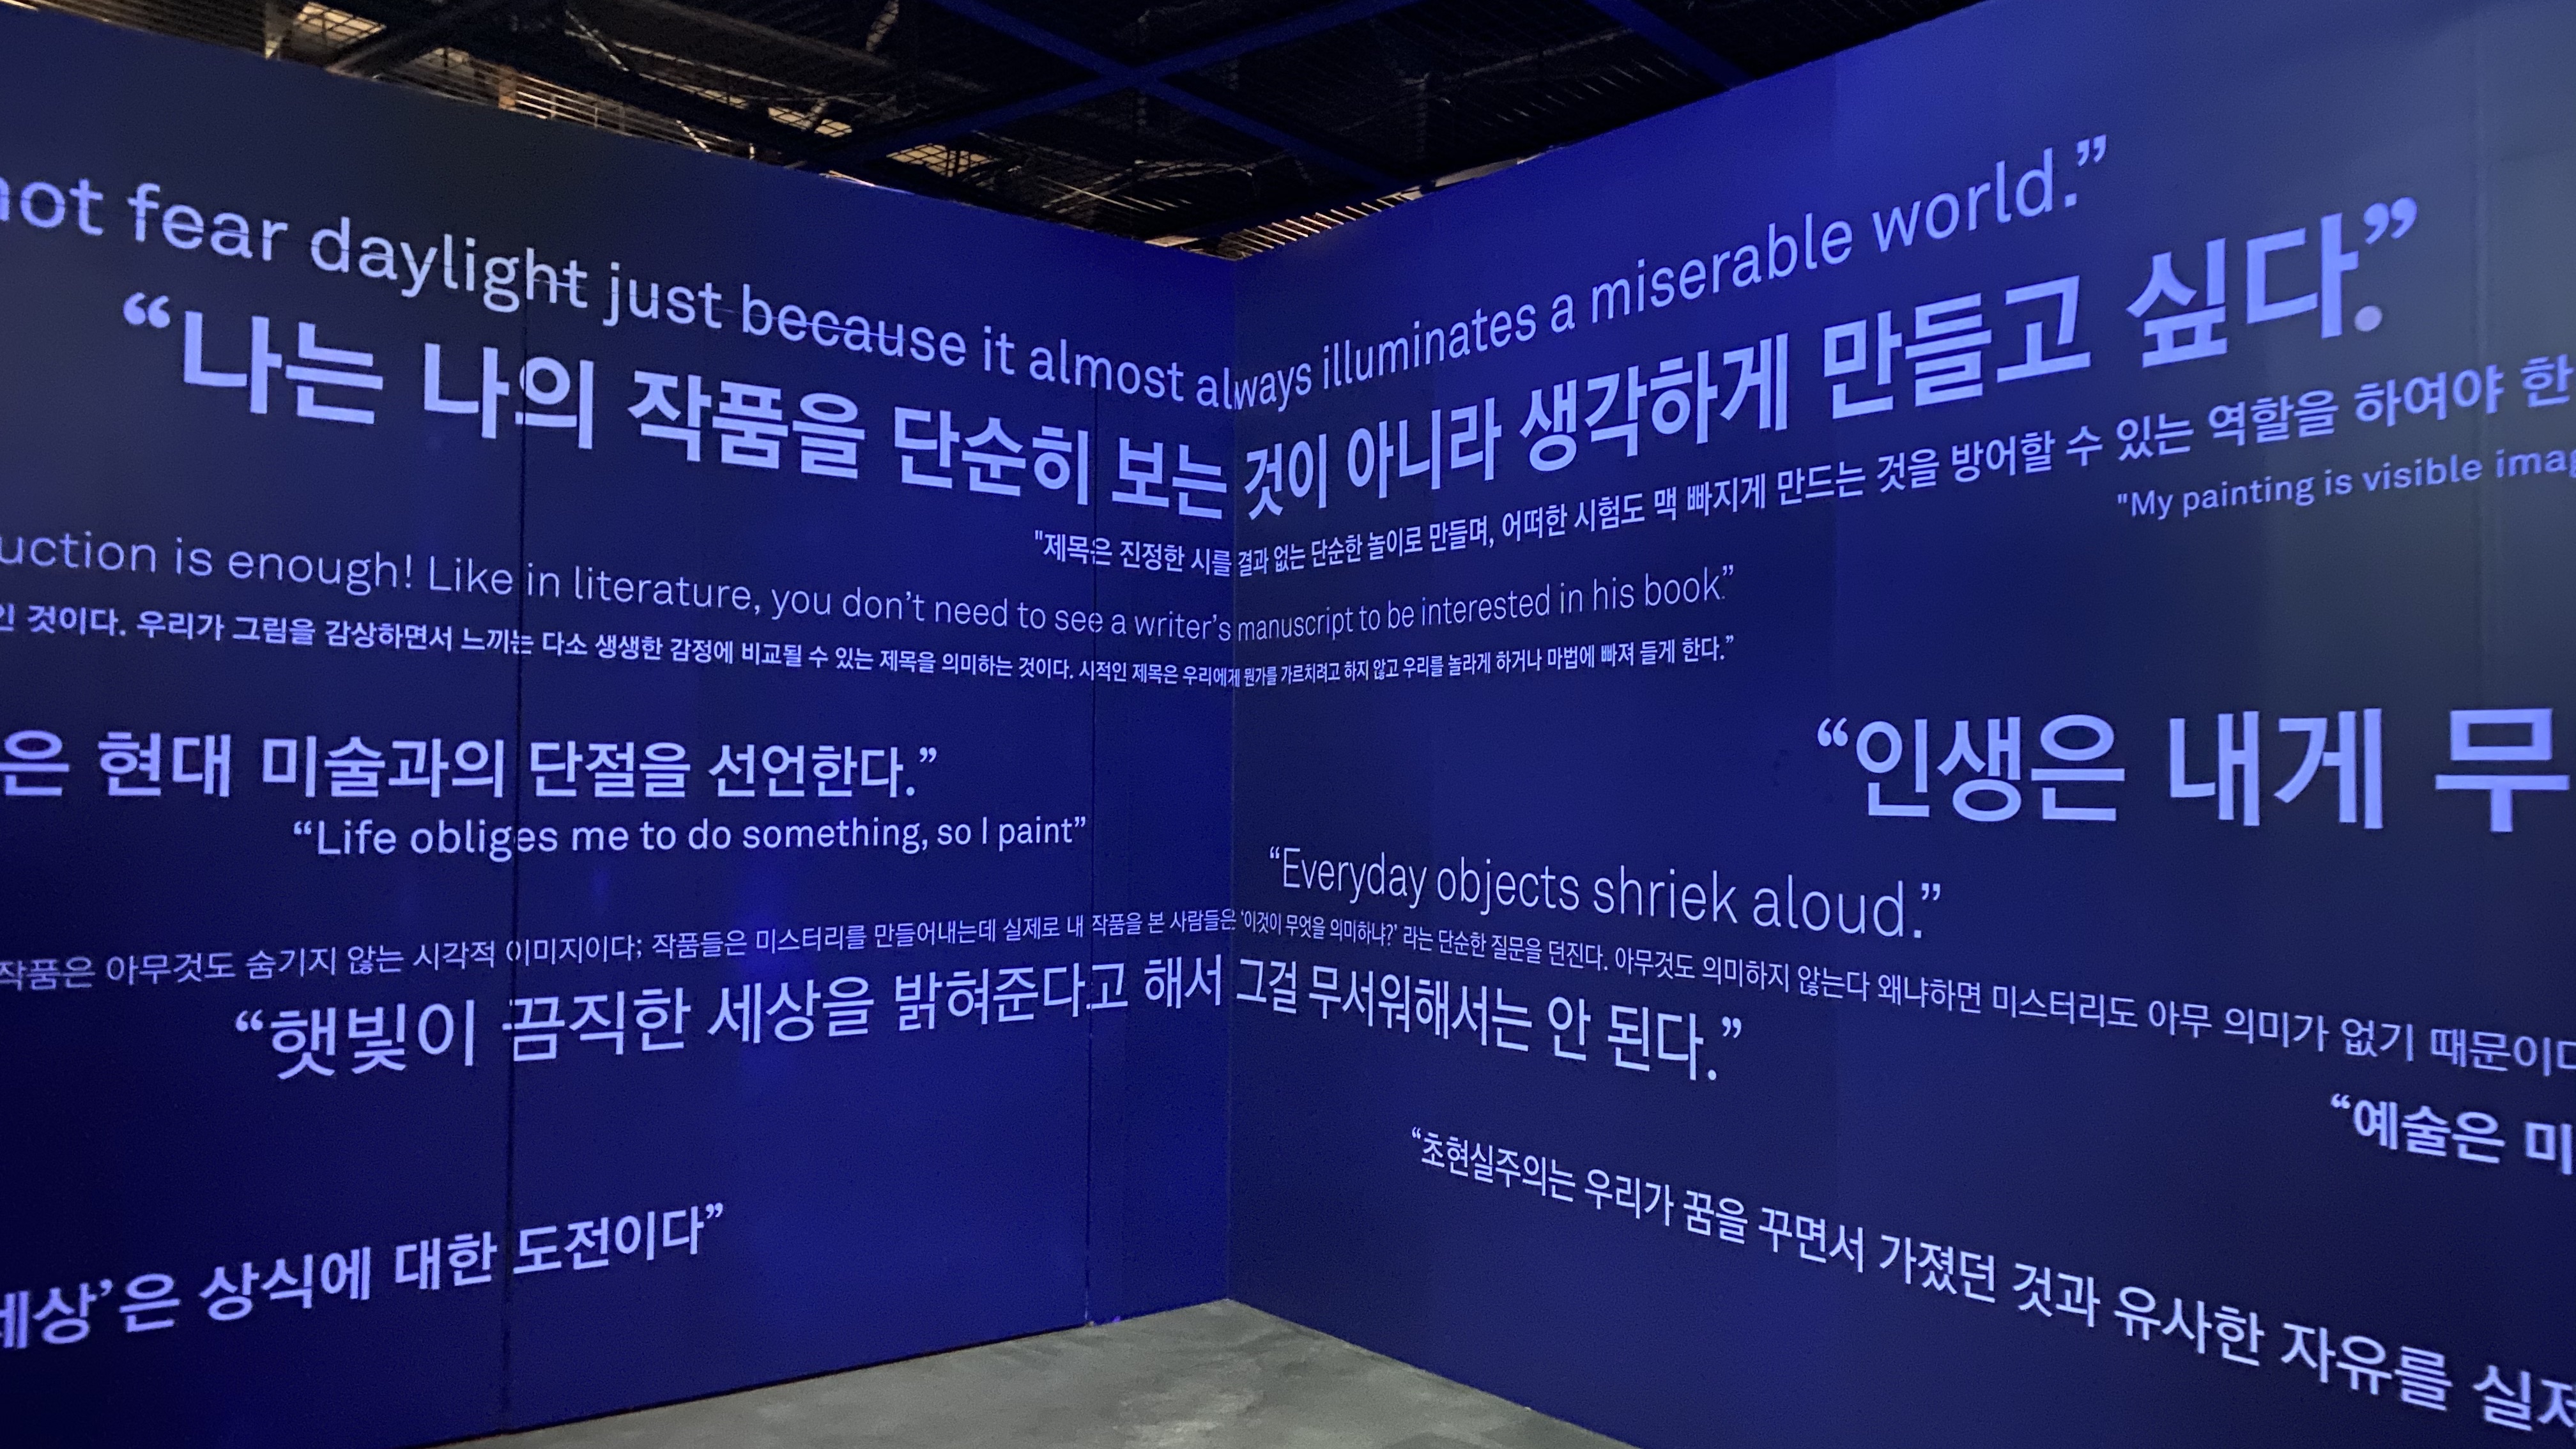 not fear daylight just because it almost always illuminates a miserable world.”
“나는 나의 작품을 단순히 보는 것이 아니라 생각하게 만들고 싶다.”
"제목은 진정한 시를 결과 없는 단순한 놀이로 만들며, 어떠한 시험도 맥 빠지게 만드는 것을 방어할 수 있는 역할을 하여야 한
"My painting is visible
is enough! Like in literature, you don’t need to see a writer’s manuscript to be interested in his book.”
것이다. 우리가 그림을 감상하면서 느끼는 다소 생생한 감정에 비교될 수 있는 제목을 의미하는 것이다. 시적인 제목은 우리에게 뭔가를 가르치려고 하지 않고 우리를 놀라게 하거나 마법에 빠져 들게 한다.”
은 현대 미술과의 단절을 선언한다.”
“인생은 내게 무
“Life obliges me to do something, so I paint”
“Everyday objects shriek aloud.”
작품은 아무것도 숨기지 않는 시각적 이미지이다; 작품들은 미스터리를 만들어내는데 실제로 내 작품을 본 사람들은 ‘이것이 무엇을 의미하냐?’ 라는 단순한 질문을 던진다. 아무것도 의미하지 않는다 왜냐하면 미스터리도 아무 의미가 없기 때문이다
“햇빛이 끔직한 세상을 밝혀준다고 해서 그걸 무서워해서는 안 된다.”
“예술은 미
“초현실주의는 우리가 꿈을 꾸면서 가졌던 것과 유사한 자유를 실제
세상’은 상식에 대한 도전이다”